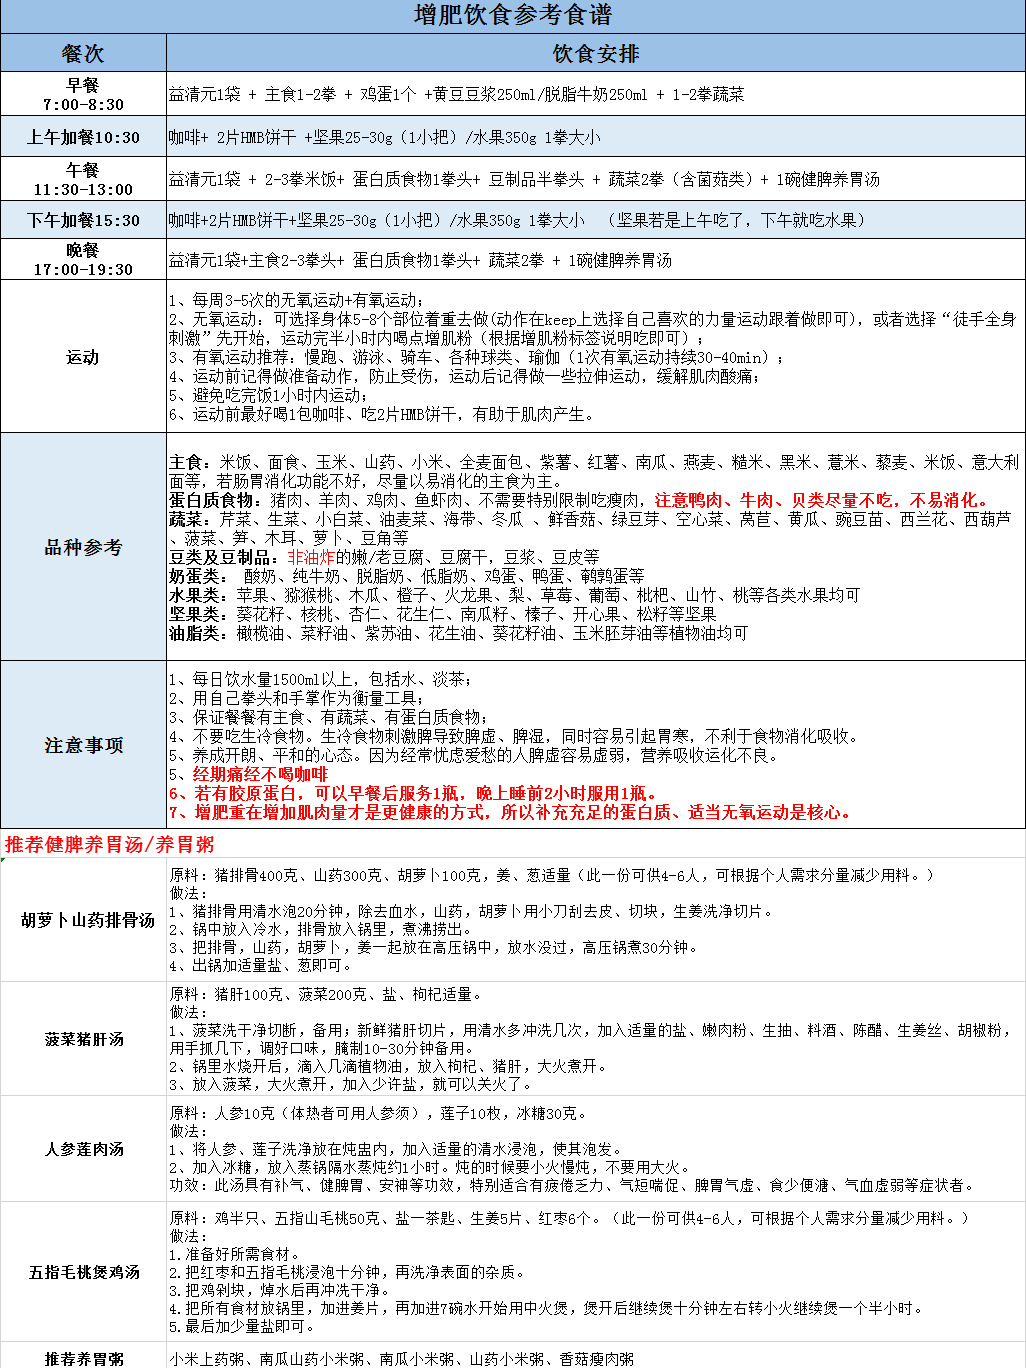 增肥饮食参考食谱
餐次 饮食安排
早餐
7:00-8:30
益清元1袋 + 主食1-2拳 + 鸡蛋1个 +黄豆豆浆250ml/脱脂牛奶250ml + 1-2拳蔬菜
上午加餐10:30
咖啡+ 2片HMB饼干 +坚果25-30g（1小把）/水果350g 1拳大小
午餐
11:30-13:00
益清元1袋 + 2-3拳米饭+ 蛋白质食物1拳头+ 豆制品半拳头 + 蔬菜2拳（含菌菇类）+ 1碗健脾养胃汤
下午加餐15:30
咖啡+2片HMB饼干+坚果25-30g（1小把）/水果350g 1拳大小 （坚果若是上午吃了，下午就吃水果）
晚餐
17:00-19:30
益清元1袋+主食2-3拳头+ 蛋白质食物1拳头+ 蔬菜2拳 + 1碗健脾养胃汤
运动
1、每周3-5次的无氧运动+有氧运动；
2、无氧运动：可选择身体5-8个部位着重去做(动作在keep上选择自己喜欢的力量运动跟着做即可)，或者选择“徒手全身
刺激”先开始，运动完半小时内喝点增肌粉（根据增肌粉标签说明吃即可）；
3、有氧运动推荐：慢跑、游泳、骑车、各种球类、瑜伽（1次有氧运动持续30-40min）；
4、运动前记得做准备动作，防止受伤，运动后记得做一些拉伸运动，缓解肌肉酸痛；
5、避免吃完饭1小时内运动；
6、运动前最好喝1包咖啡、吃2片HMB饼干，有助于肌肉产生。
品种参考
主食：米饭、面食、玉米、山药、小米、全麦面包、紫薯、红薯、南瓜、燕麦、糙米、黑米、薏米、藜麦、米饭、意大利
面等，若肠胃消化功能不好，尽量以易消化的主食为主。
蛋白质食物：猪肉、羊肉、鸡肉、鱼虾肉、不需要特别限制吃瘦肉，注意鸭肉、牛肉、贝类尽量不吃，不易消化。
蔬菜：芹菜、生菜、小白菜、油麦菜、海带、冬瓜 、鲜香菇、绿豆芽、空心菜、莴苣、黄瓜、豌豆苗、西兰花、西葫芦
、菠菜、笋、木耳、萝卜、豆角等
豆类及豆制品：非油炸的嫩/老豆腐、豆腐干，豆浆、豆皮等
奶蛋类： 酸奶、纯牛奶、脱脂奶、低脂奶、鸡蛋、鸭蛋、鹌鹑蛋等
水果类：苹果、猕猴桃、木瓜、橙子、火龙果、梨、草莓、葡萄、枇杷、山竹、桃等各类水果均可
坚果类：葵花籽、核桃、杏仁、花生仁、南瓜籽、榛子、开心果、松籽等坚果
油脂类：橄榄油、菜籽油、紫苏油、花生油、葵花籽油、玉米胚芽油等植物油均可
注意事项
1、每日饮水量1500ml以上，包括水、淡茶；
2、用自己拳头和手掌作为衡量工具；
3、保证餐餐有主食、有蔬菜、有蛋白质食物；
4、不要吃生冷食物。生冷食物刺激脾导致脾虚、脾湿，同时容易引起胃寒，不利于食物消化吸收。
5、养成开朗、平和的心态。因为经常忧虑爱愁的人脾虚容易虚弱，营养吸收运化不良。
5、经期痛经不喝咖啡
6、若有胶原蛋白，可以早餐后服务1瓶，晚上睡前2小时服用1瓶。
7、增肥重在增加肌肉量才是更健康的方式，所以补充充足的蛋白质、适当无氧运动是核心。
推荐健脾养胃汤/养胃粥
胡萝卜山药排骨汤
原料：猪排骨400克、山药300克、胡萝卜100克，姜、葱适量（此一份可供4-6人，可根据个人需求分量减少用料。）
做法：
1、猪排骨用清水泡20分钟，除去血水，山药，胡萝卜用小刀刮去皮、切块，生姜洗净切片。
2、锅中放入冷水，排骨放入锅里，煮沸捞出。
3、把排骨，山药，胡萝卜，姜一起放在高压锅中，放水没过，高压锅煮30分钟。
4、出锅加适量盐、葱即可。
菠菜猪肝汤
原料：猪肝100克、菠菜200克、盐、枸杞适量。
做法：
1、菠菜洗干净切断，备用；新鲜猪肝切片，用清水多冲洗几次，加入适量的盐、嫩肉粉、生抽、料酒、陈醋、生姜丝、胡椒粉，
用手抓几下，调好口味，腌制10-30分钟备用。
2、锅里水烧开后，滴入几滴植物油，放入枸杞、猪肝，大火煮开。
3、放入菠菜，大火煮开，加入少许盐，就可以关火了。
人参莲肉汤
原料：人参10克（体热者可用人参须），莲子10枚，冰糖30克。
做法：
1、将人参、莲子洗净放在炖盅内，加入适量的清水浸泡，使其泡发。
2、加入冰糖，放入蒸锅隔水蒸炖约1小时。炖的时候要小火慢炖，不要用大火。
功效：此汤具有补气、健脾胃、安神等功效，特别适合有疲倦乏力、气短喘促、脾胃气虚、食少便溏、气血虚弱等症状者。
五指毛桃煲鸡汤
原料：鸡半只、五指山毛桃50克、盐一茶匙、生姜5片、红枣6个。（此一份可供4-6人，可根据个人需求分量减少用料。）
做法：
1.准备好所需食材。
2.把红枣和五指毛桃浸泡十分钟，再洗净表面的杂质。
3.把鸡剁块，焯水后再冲冼干净。
4.把所有食材放锅里，加进姜片，再加进7碗水开始用中火煲，煲开后继续煲十分钟左右转小火继续煲一个半小时。
5.最后加少量盐即可。
推荐养胃粥
小米上药粥、南瓜山药小米粥、南瓜小米粥、山药小米粥、香菇瘦肉粥